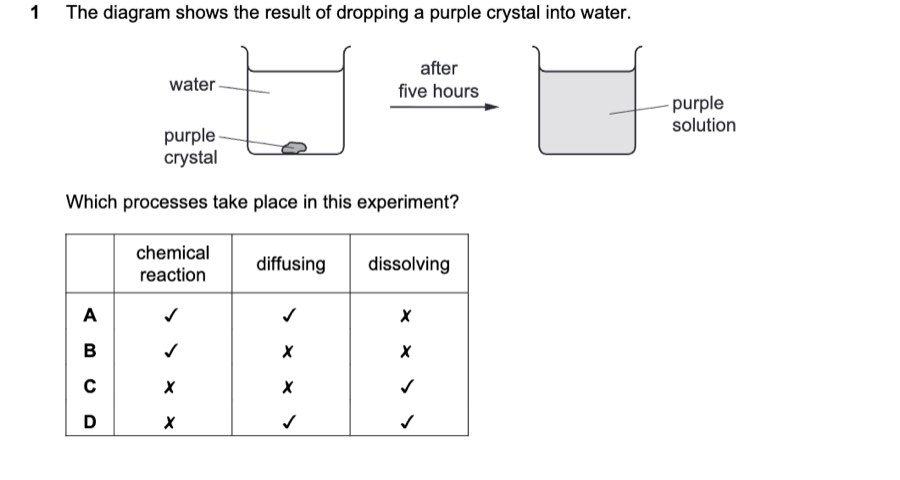 1 The diagram shows the result of dropping a purple crystal into water.
water
purple
crystal
after
five hours
purple
solution
Which processes take place in this experiment?
chemical
reaction
diffusing
dissolving
A ✓ ✓ ✗
B ✓ ✗ ✗
C ✗ ✗ ✓
D ✗ ✓ ✓